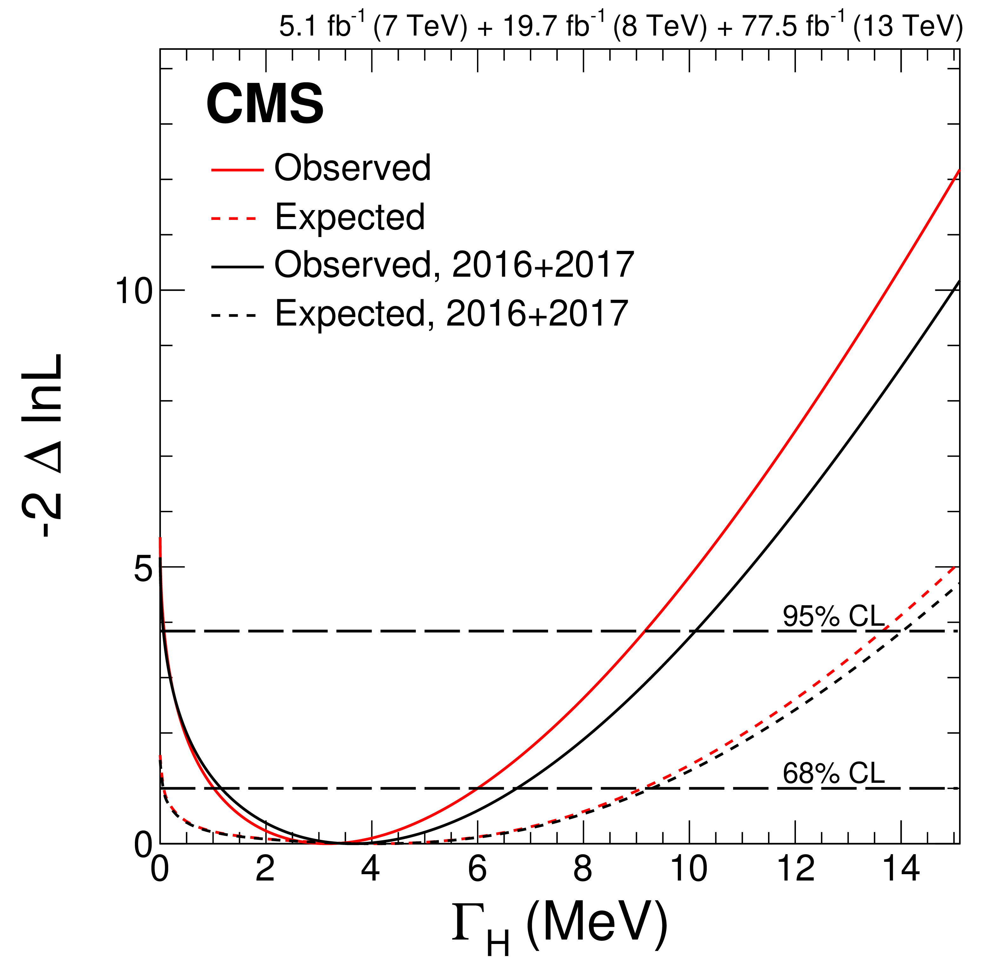 5.1 fb-1 (7 TeV) + 19.7 fb-1 (8 TeV) + 77.5 fb-1 (13 TeV)
CMS
Observed
Expected
Observed, 2016+2017
Expected, 2016+2017
-2 Δ lnL
10
5
0
95% CL
68% CL
0 2 4 6 8 10 12 14
ΓH (MeV)